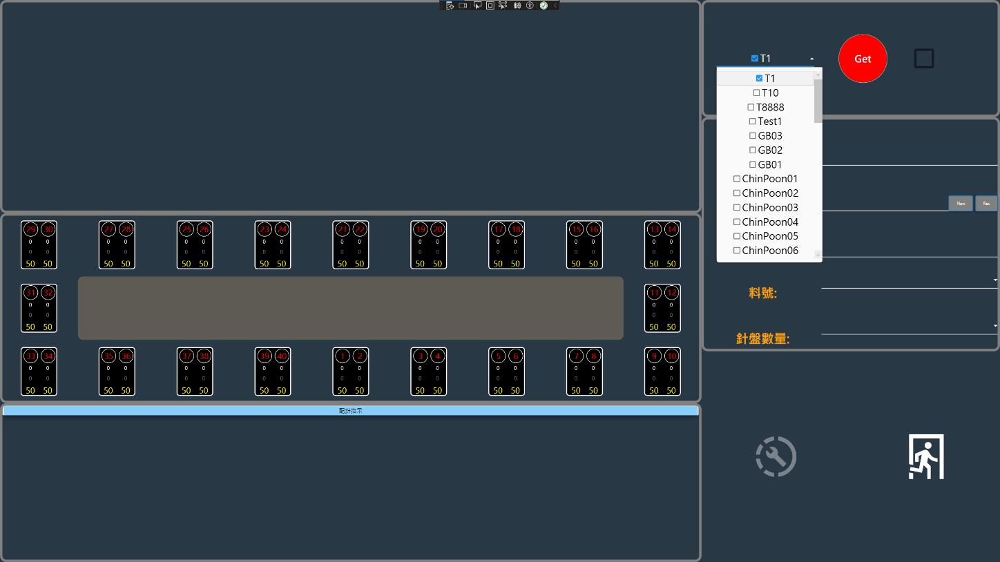 T1
Get
T1
T10
T8888
Test1
GB03
GB02
GB01
ChinPoon01
ChinPoon02
ChinPoon03
ChinPoon04
ChinPoon05
ChinPoon06
New
Rec
料號:
針盤數量:
29 30 27 28 25 26 23 24 21 22 19 20 17 18 15 16 13 14
0 0 0 0 0 0 0 0 0 0 0 0 0 0 0 0 0 0
0 0 0 0 0 0 0 0 0 0 0 0 0 0 0 0 0 0
50 50 50 50 50 50 50 50 50 50 50 50 50 50 50 50 50 50
31 32 11 12
0 0 0 0
0 0 0 0
50 50 50 50
33 34 35 36 37 38 39 40 1 2 3 4 5 6 7 8 9 10
0 0 0 0 0 0 0 0 0 0 0 0 0 0 0 0 0 0
0 0 0 0 0 0 0 0 0 0 0 0 0 0 0 0 0 0
50 50 50 50 50 50 50 50 50 50 50 50 50 50 50 50 50 50
配針指示